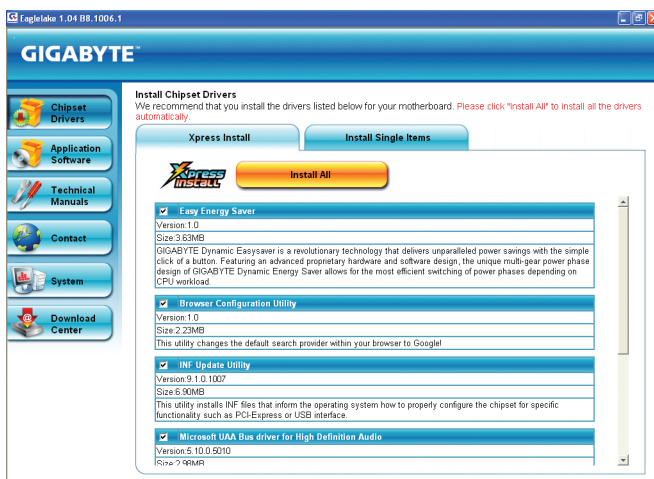 Eaglelake 1.04 B8.1006.1
GIGABYTE™
Chipset
Drivers
Application
Software
Technical
Manuals
Contact
System
Download
Center
Install Chipset Drivers
We recommend that you install the drivers listed below for your motherboard. Please click "Install All" to install all the drivers
automatically.
Xpress Install
Install Single Items
Xpress
INSTALL
Install All
Easy Energy Saver
Version:1.0
Size:3.63MB
GIGABYTE Dynamic Easysaver is a revolutionary technology that delivers unparalleled power savings with the simple
click of a button. Featuring an advanced proprietary hardware and software design, the unique multi-gear power phase
design of GIGABYTE Dynamic Energy Saver allows for the most efficient switching of power phases depending on
CPU workload.
Browser Configuration Utility
Version:1.0
Size:2.23MB
This utility changes the default search provider within your browser to Google!
INF Update Utility
Version:9.1.0.1007
Size:6.90MB
This utility installs INF files that inform the operating system how to properly configure the chipset for specific
functionality such as PCI-Express or USB interface.
Microsoft UAA Bus driver for High Definition Audio
Version:5.10.0.5010
Size:2.98MB